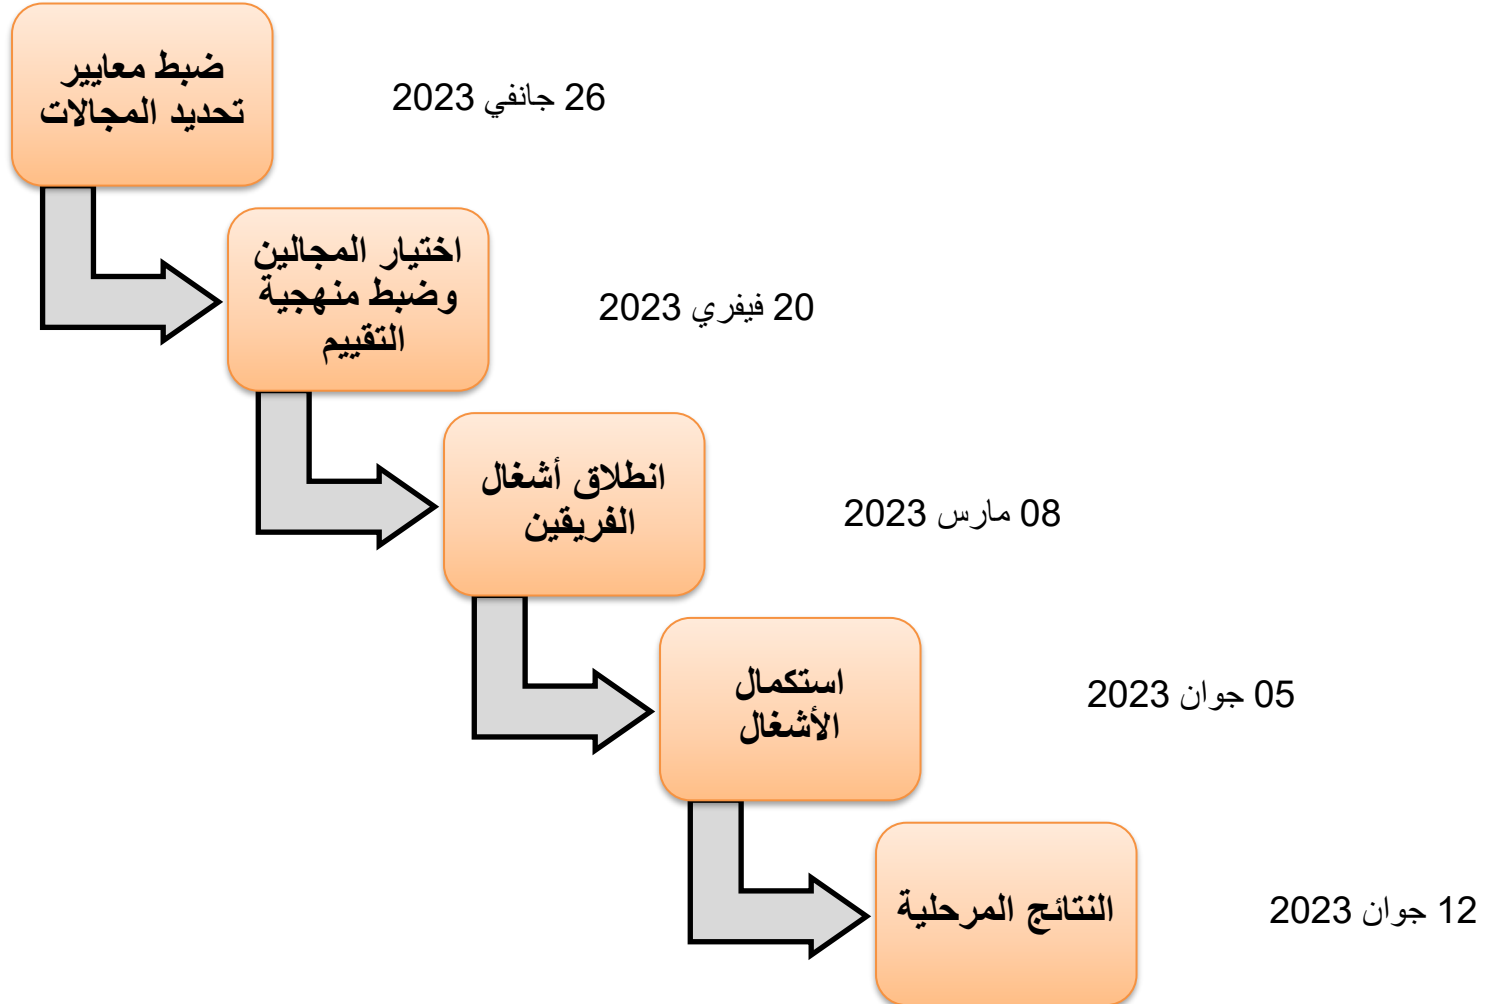 ضبط معايير
تحديد المجالات
26 جانفي 2023
اختيار المجالين
وضبط منهجية
التقييم
20 فيفري 2023
انطلاق أشغال
الفريقين
08 مارس 2023
استكمال
الأشغال
05 جوان 2023
النتائج المرحلية
12 جوان 2023